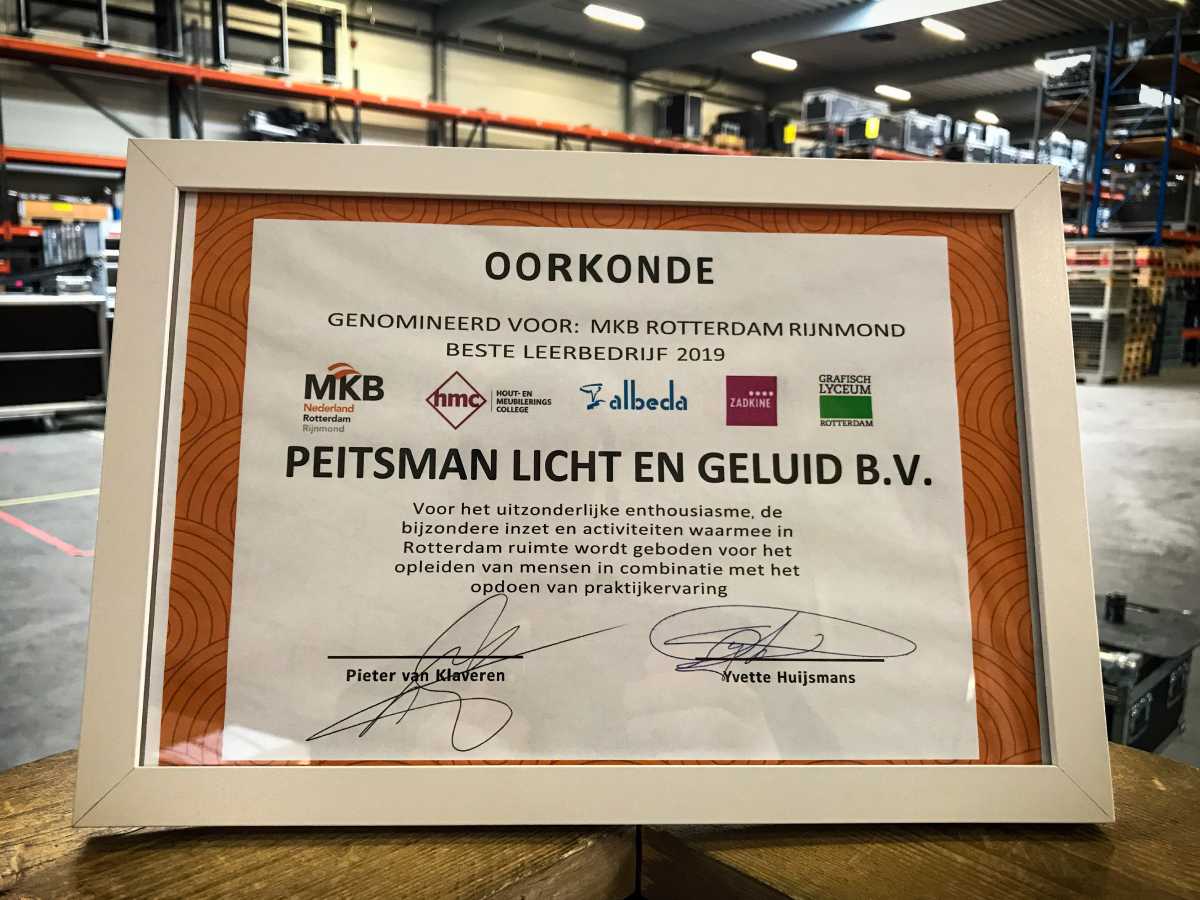 OORKONDE
GENOMINEERD VOOR: MKB ROTTERDAM RIJNMOND
BESTE LEERBEDRIJF 2019
MKB
Nederland
Rotterdam
Rijnmond
hmc
HOUT- EN
MEUBILERINGS
COLLEGE
albeda
ZADKINE
GRAFISCH
LYCEUM
ROTTERDAM
PEITSMAN LICHT EN GELUID B.V.
Voor het uitzonderlijke enthousiasme, de
bijzondere inzet en activiteiten waarmee in
Rotterdam ruimte wordt geboden voor het
opleiden van mensen in combinatie met het
opdoen van praktijkervaring
Pieter van Klaveren
Yvette Huijsmans